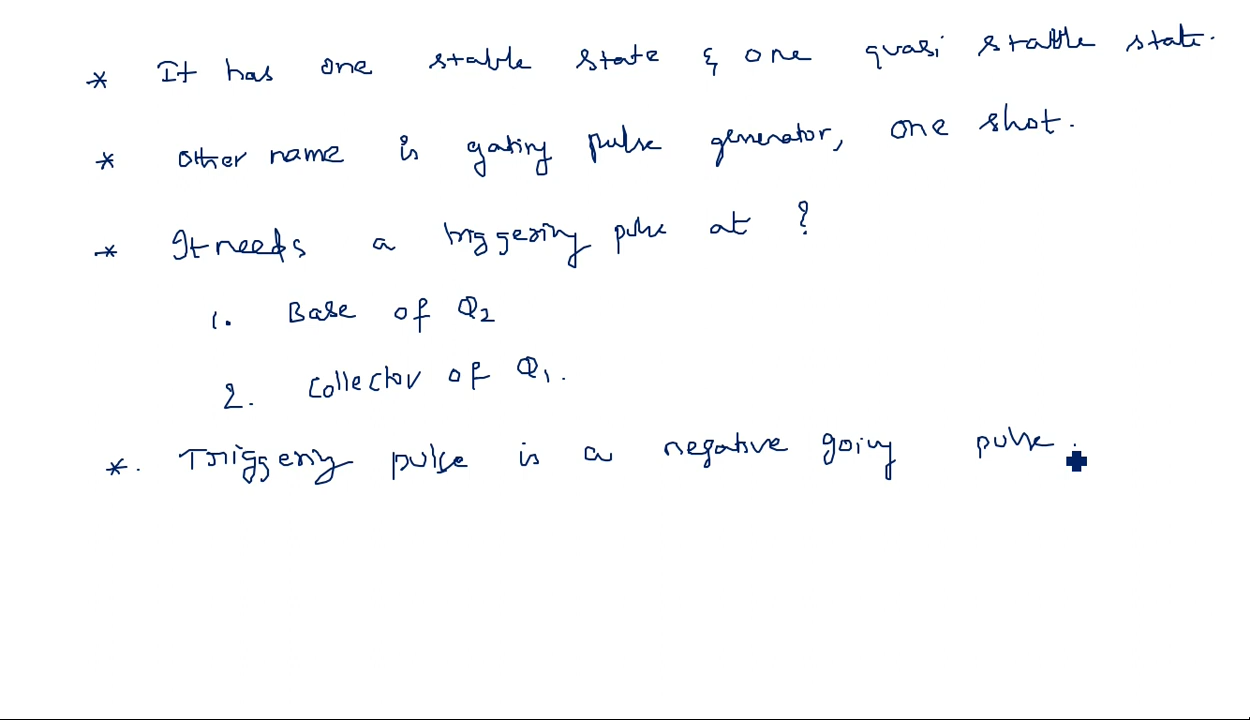 * It has one stable state & one quasi stable state.
* other name is gating pulse generator, one shot.
* It needs a triggering pulse at ?
1. Base of Q2
2. Collector of Q1.
*. Triggering pulse is a negative going pulse.